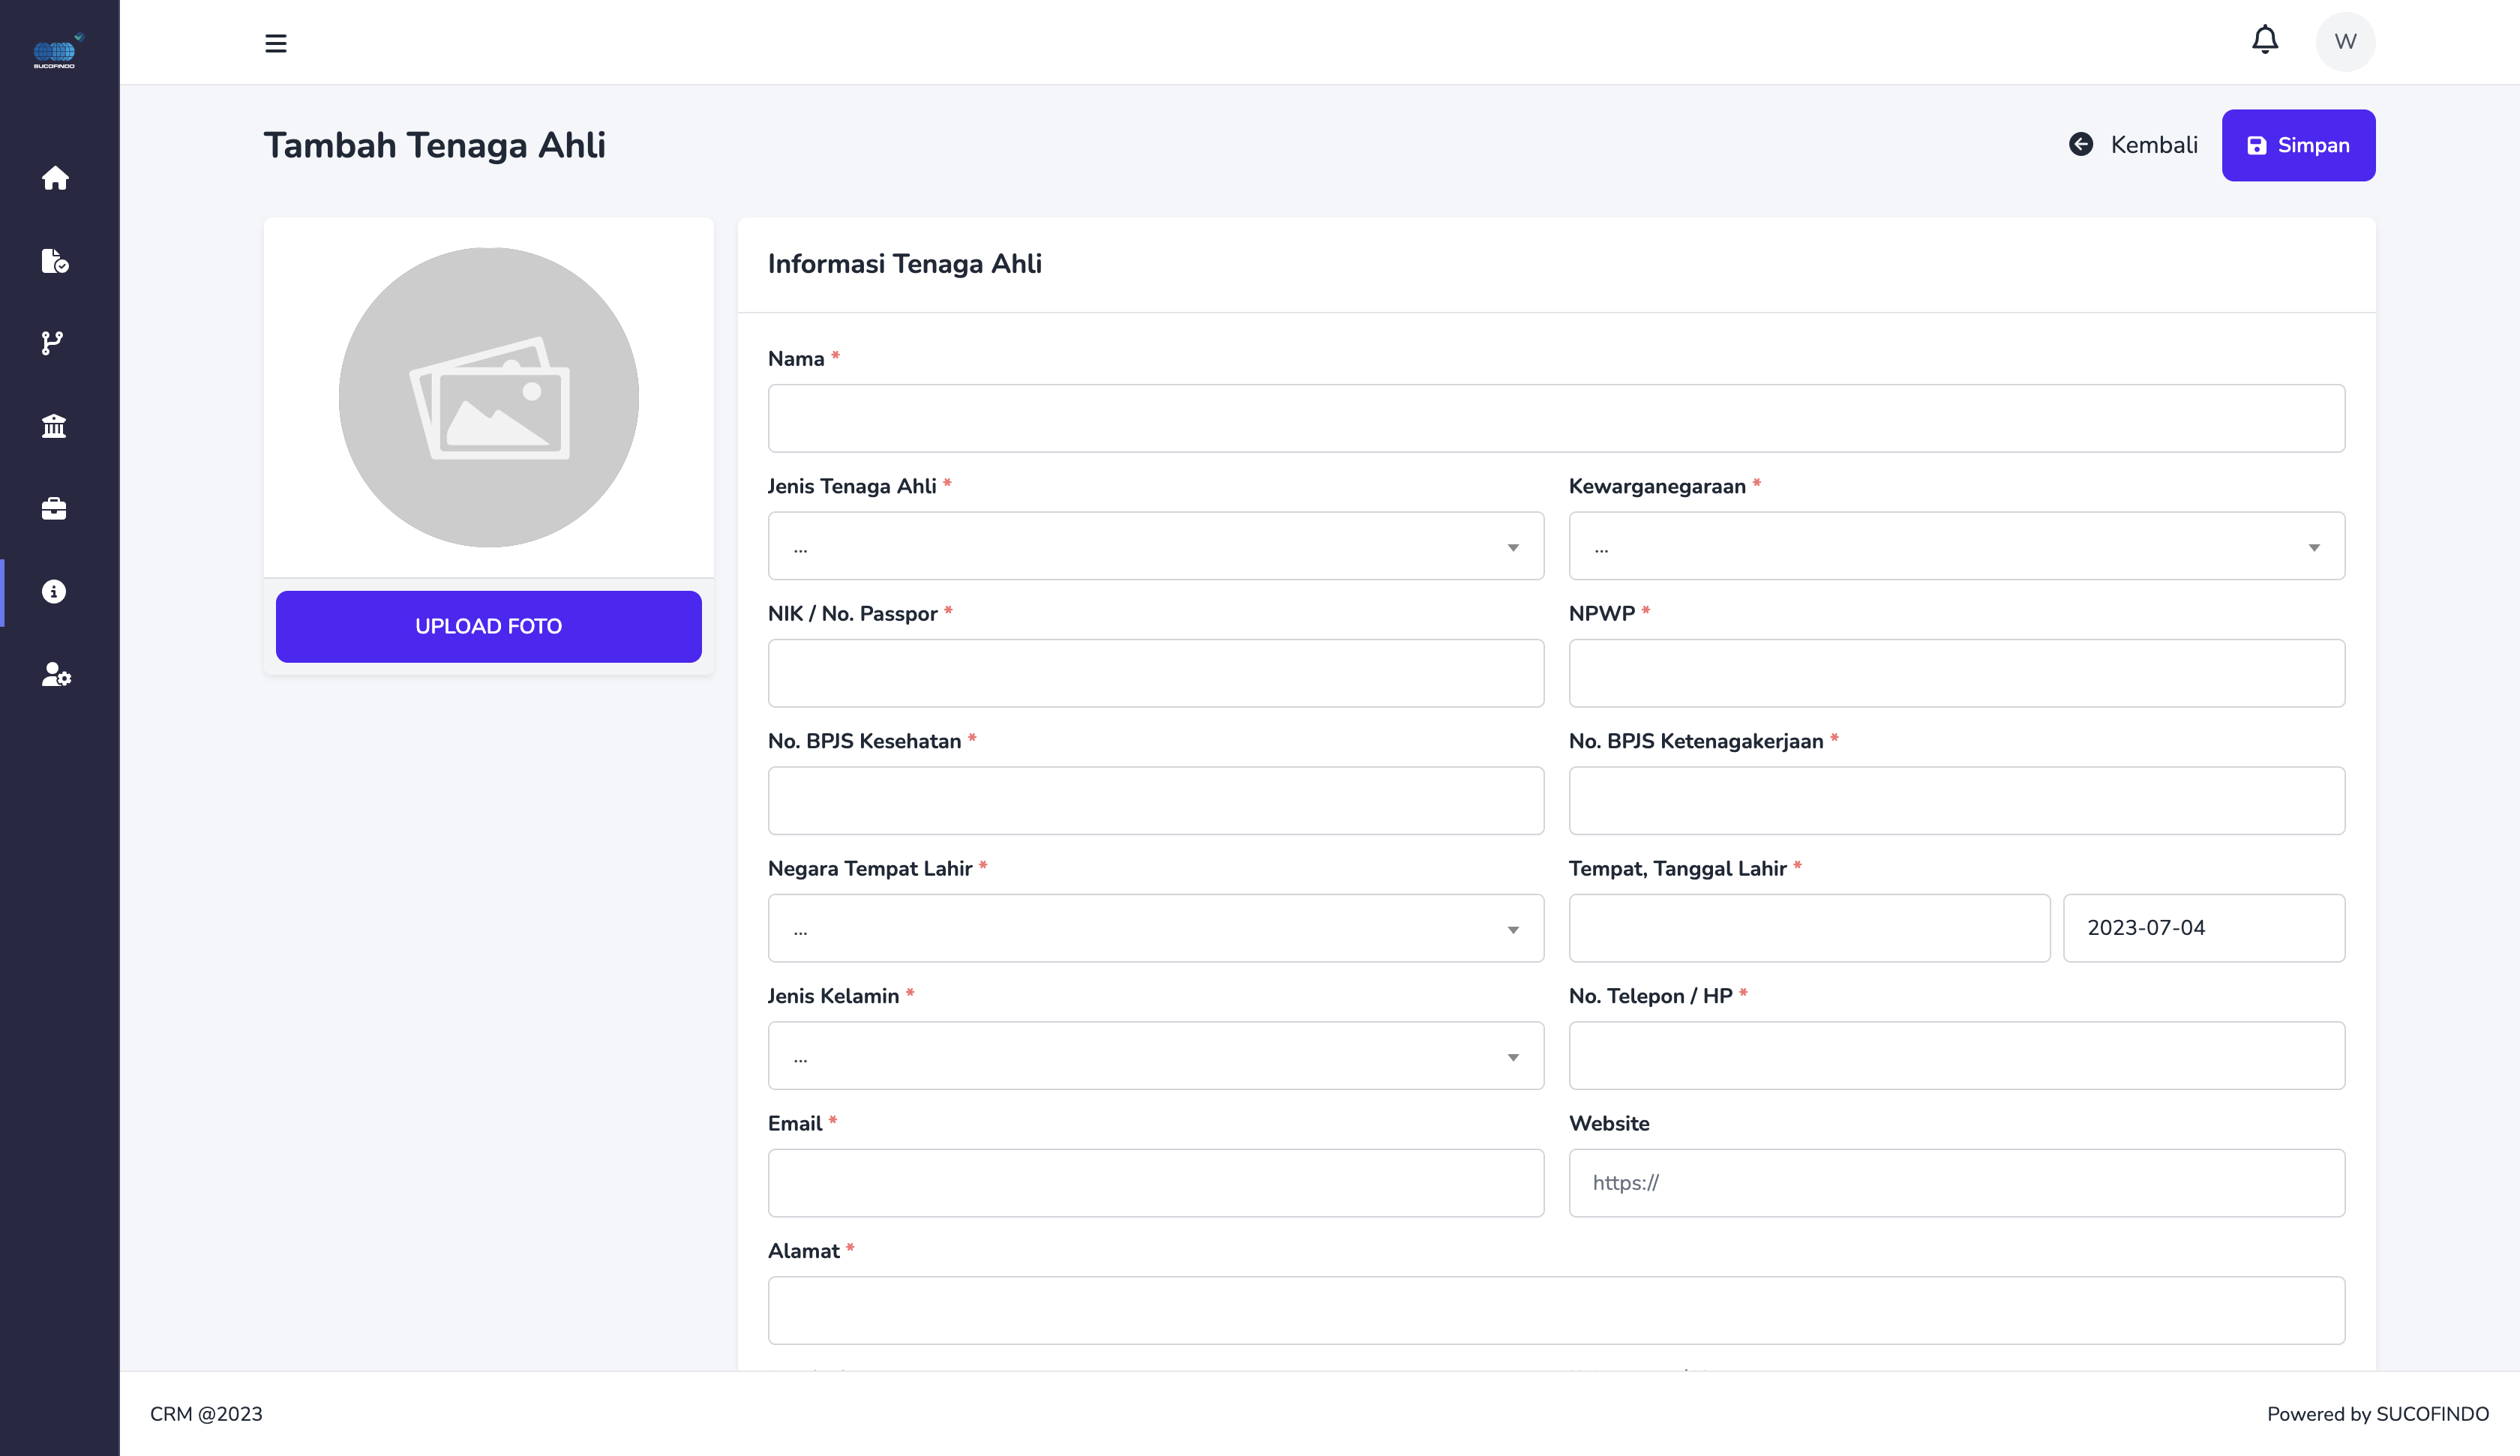 SUCOFINDO
W
Tambah Tenaga Ahli
Kembali
Simpan
UPLOAD FOTO
Informasi Tenaga Ahli
Nama *
Jenis Tenaga Ahli * Kewarganegaraan *
... ...
NIK / No. Passpor * NPWP *
No. BPJS Kesehatan * No. BPJS Ketenagakerjaan *
Negara Tempat Lahir * Tempat, Tanggal Lahir *
... 2023-07-04
Jenis Kelamin * No. Telepon / HP *
...
Email * Website
https://
Alamat *
CRM @2023 Powered by SUCOFINDO